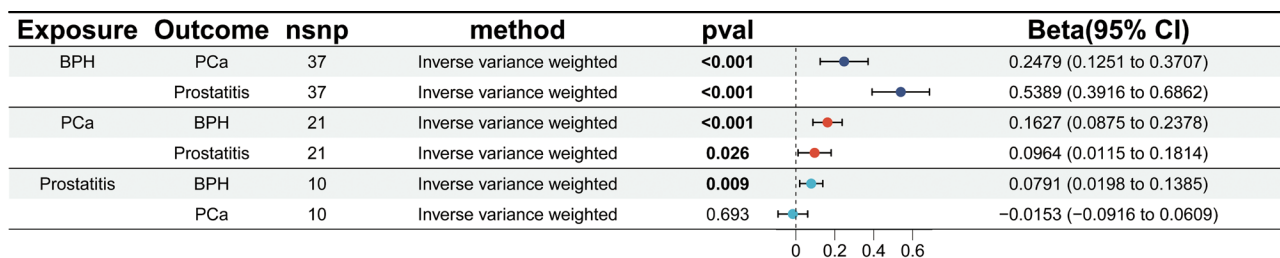 Exposure Outcome nsnp method pval Beta(95% CI)
BPH PCa 37 Inverse variance weighted <0.001 0.2479 (0.1251 to 0.3707)
Prostatitis 37 Inverse variance weighted <0.001 0.5389 (0.3916 to 0.6862)
PCa BPH 21 Inverse variance weighted <0.001 0.1627 (0.0875 to 0.2378)
Prostatitis 21 Inverse variance weighted 0.026 0.0964 (0.0115 to 0.1814)
Prostatitis BPH 10 Inverse variance weighted 0.009 0.0791 (0.0198 to 0.1385)
PCa 10 Inverse variance weighted 0.693 −0.0153 (−0.0916 to 0.0609)
0 0.2 0.4 0.6